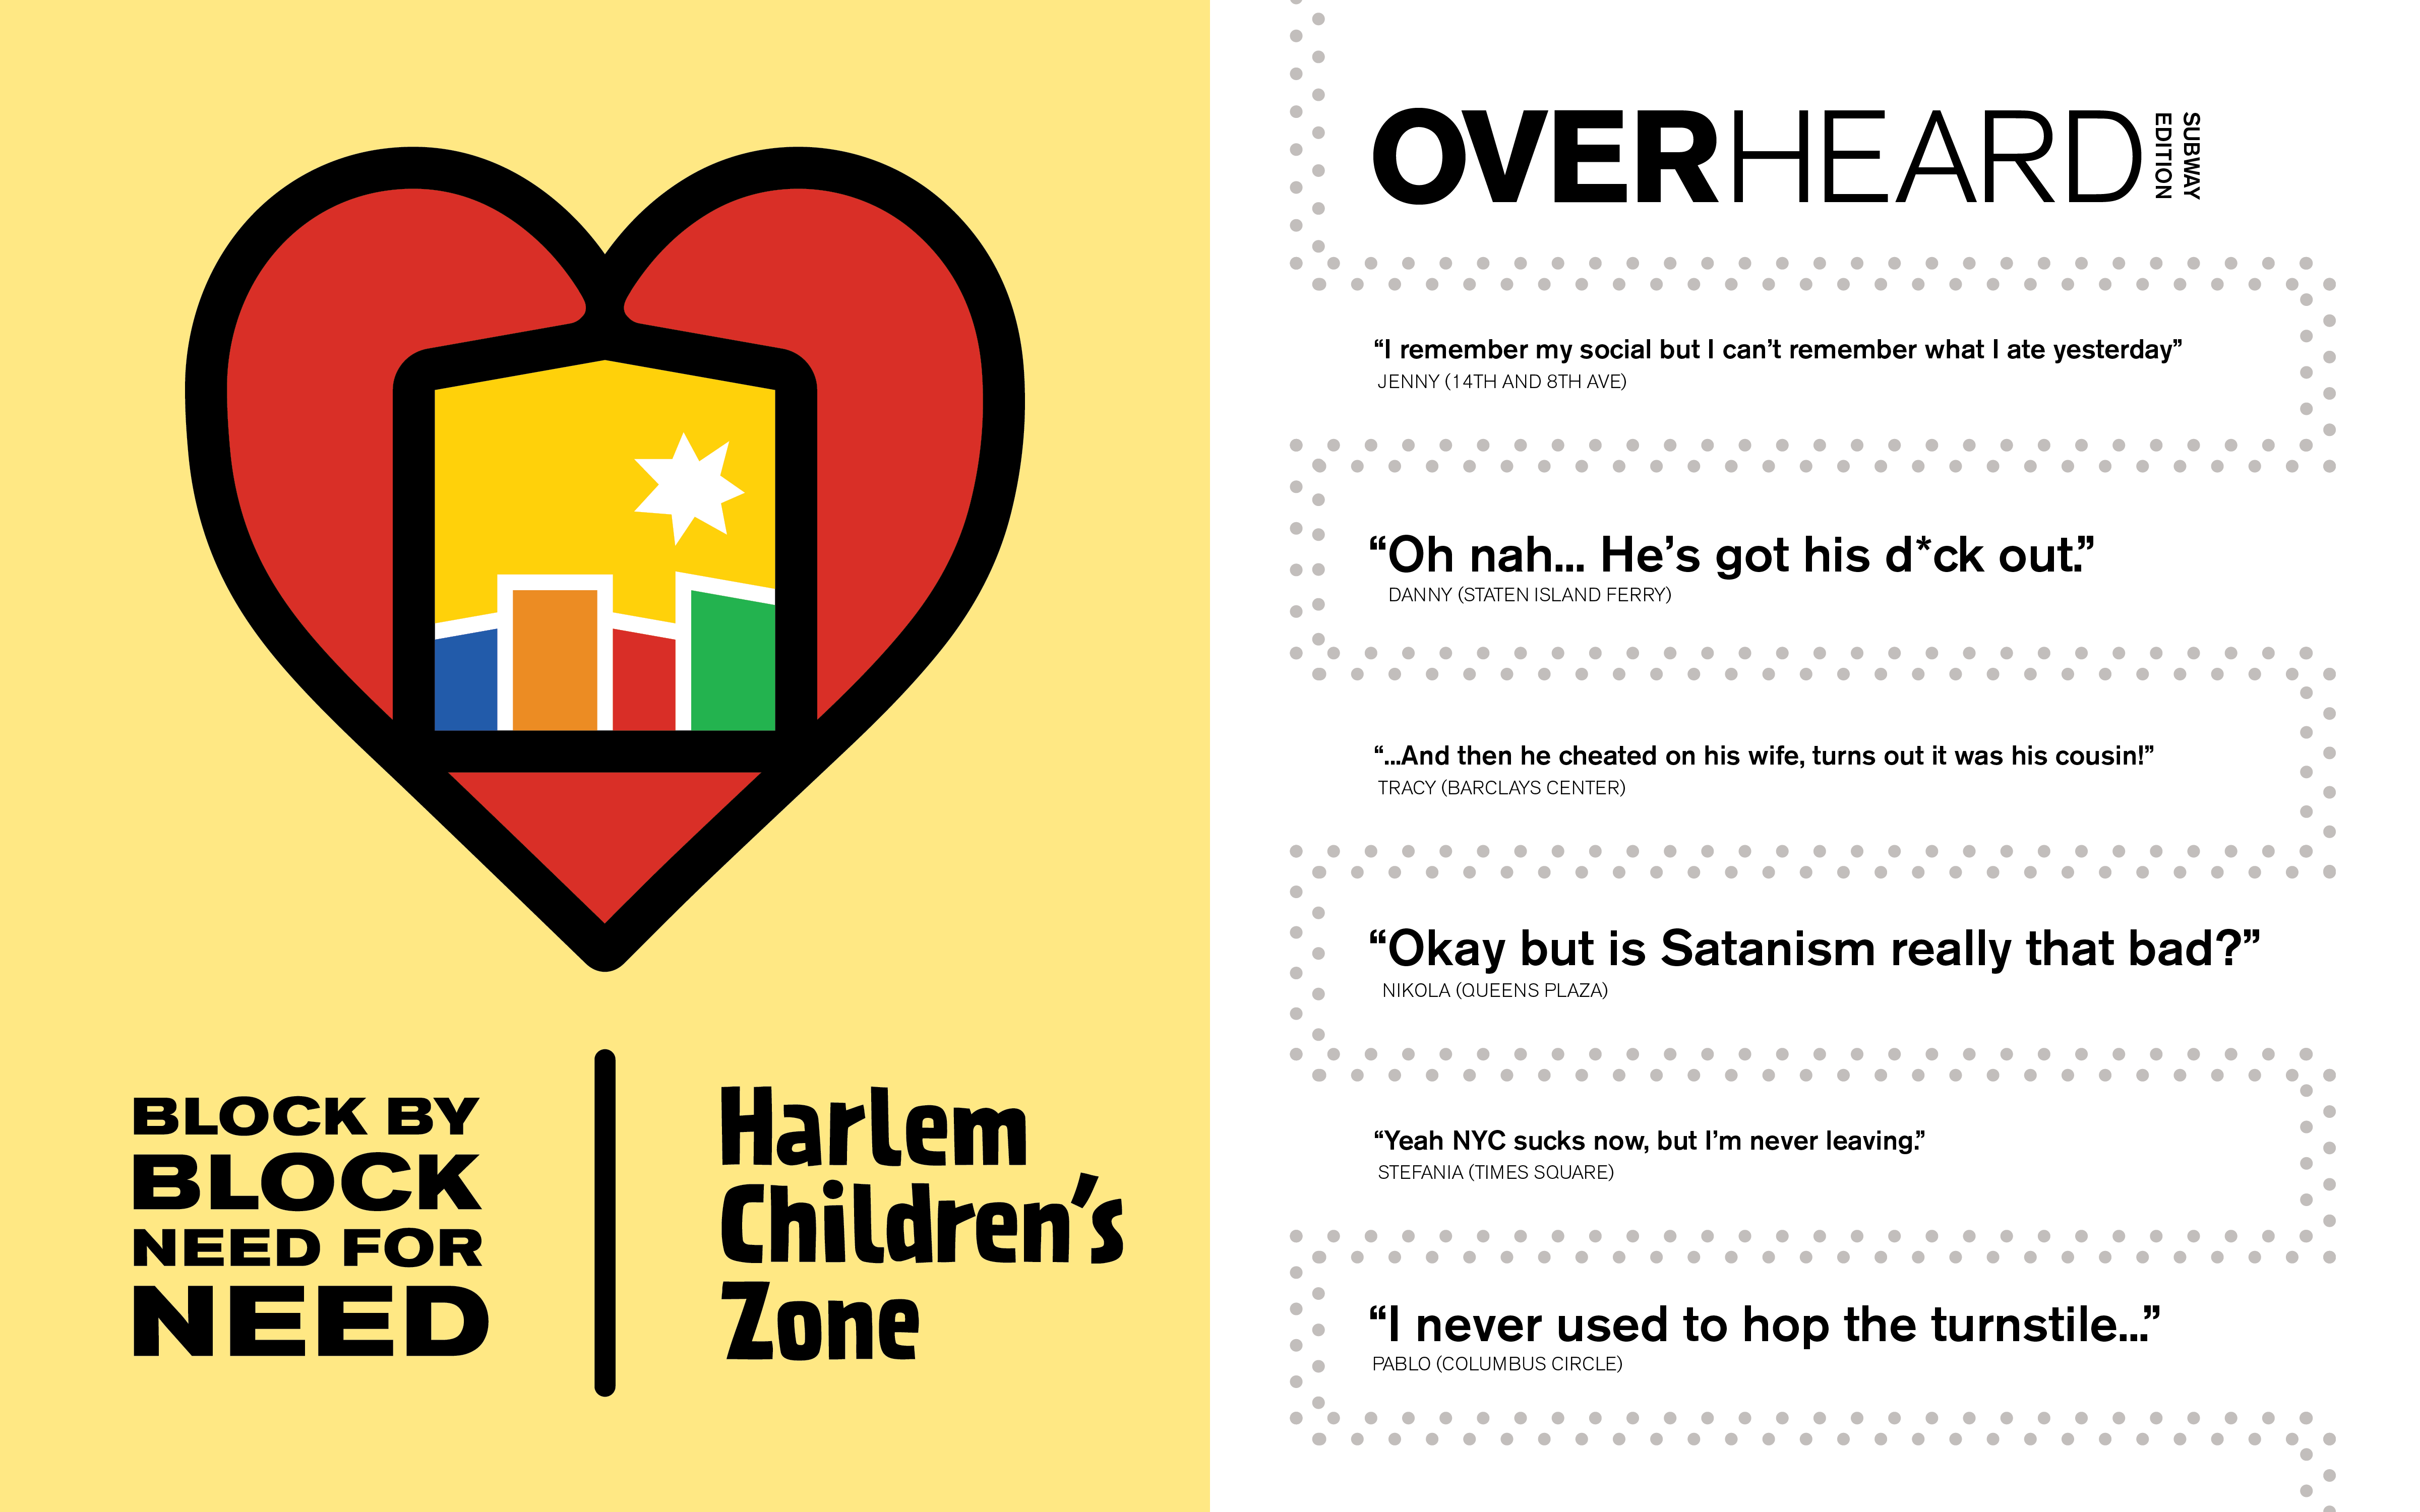 BLOCK BY
BLOCK
NEED FOR
NEED
Harlem
Children’s
Zone
OVERHEARD
SUBWAY
EDITION
“I remember my social but I can’t remember what I ate yesterday”
JENNY (14TH AND 8TH AVE)
“Oh nah... He’s got his d*ck out.”
DANNY (STATEN ISLAND FERRY)
“...And then he cheated on his wife, turns out it was his cousin!”
TRACY (BARCLAYS CENTER)
“Okay but is Satanism really that bad?”
NIKOLA (QUEENS PLAZA)
“Yeah NYC sucks now, but I’m never leaving.”
STEFANIA (TIMES SQUARE)
“I never used to hop the turnstile...”
PABLO (COLUMBUS CIRCLE)